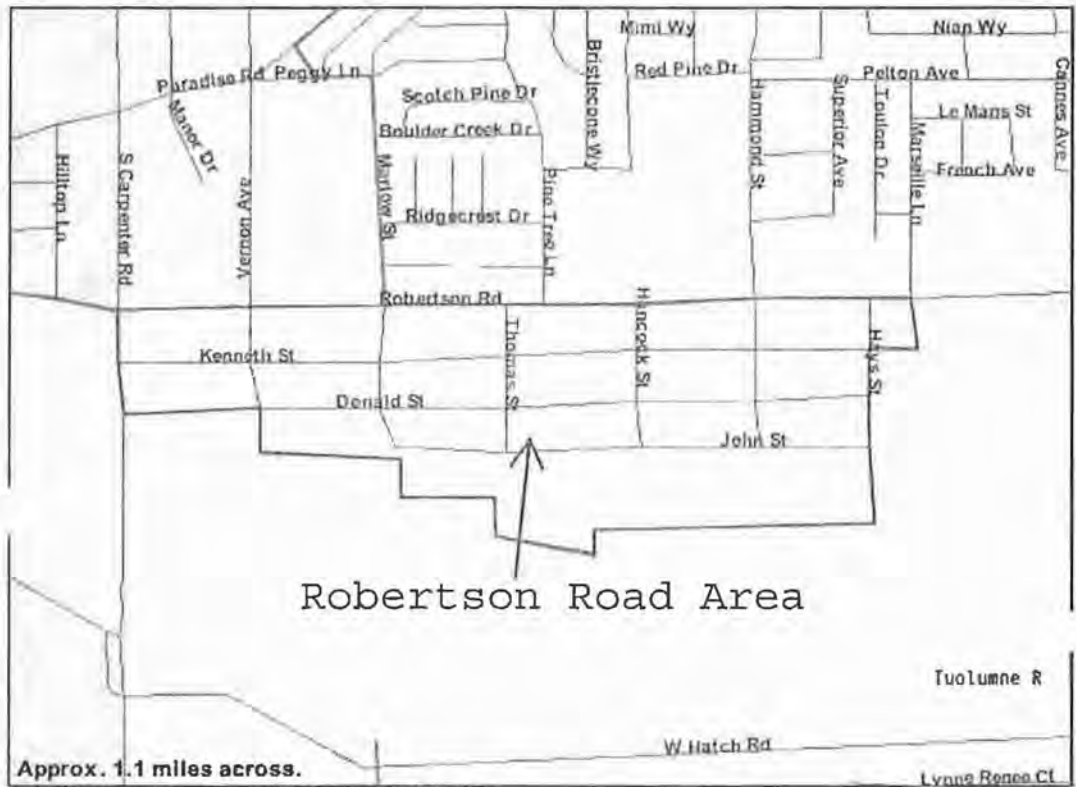 Mimi Wy
Nian Wy
Bristlecone Wy
Paradise Rd
Peggy Ln
Red Pine Dr
Pelton Ave
Cannes Ave
Manor Dr
Scotch Pine Dr
Hammond St
Superior Ave
Toulon Dr
Le Mans St
Boulder Creek Dr
Marseille Ln
Hilltop Ln
S Carpenter Rd
Vernon Ave
Marlow St
Pine Tree Ln
French Ave
Ridgecrest Dr
Robertson Rd
Hancock St
Thomas St
Hays St
Kenneth St
Donald St
John St
Robertson Road Area
Tuolumne R
W Hatch Rd
Approx. 1.1 miles across.
Lynne Renee Ct